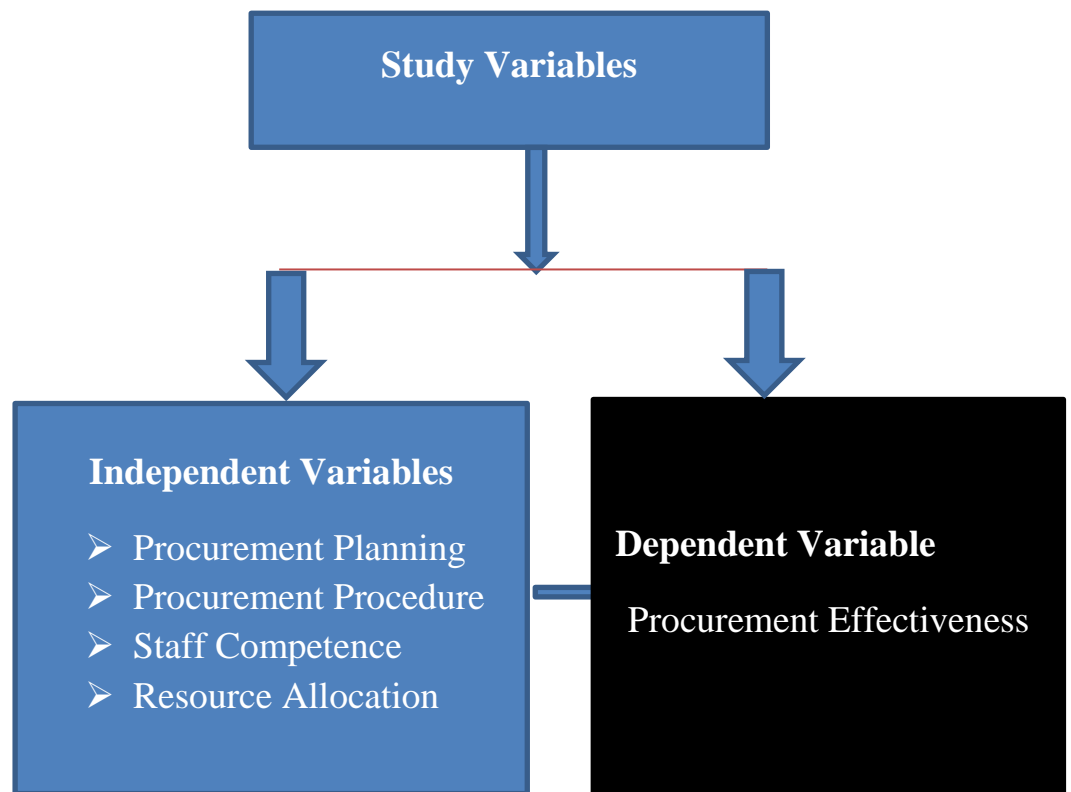 Study Variables
Independent Variables
➢ Procurement Planning
➢ Procurement Procedure
➢ Staff Competence
➢ Resource Allocation
Dependent Variable
Procurement Effectiveness